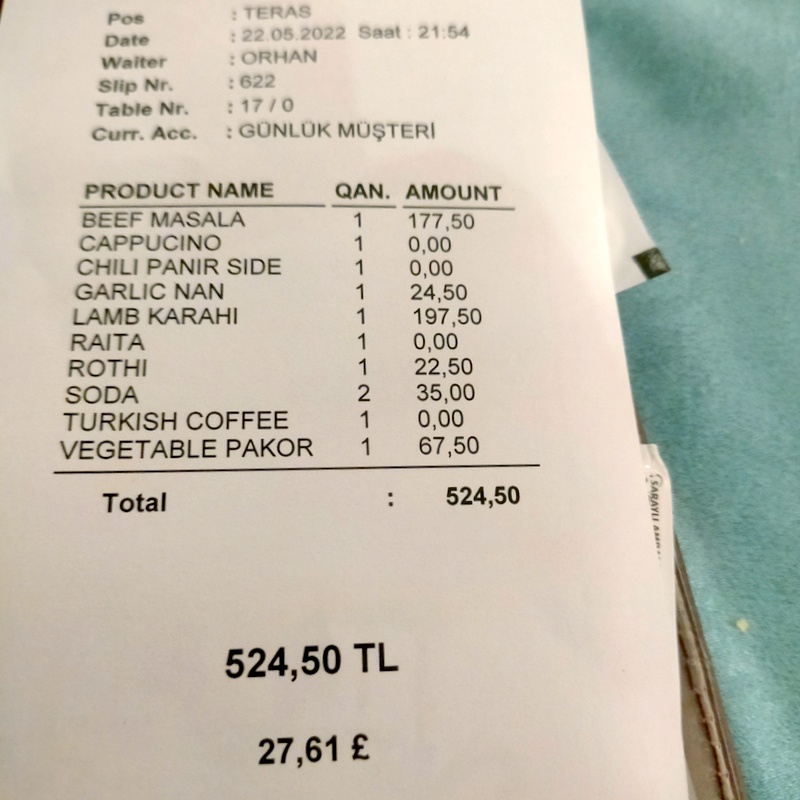 Pos : TERAS
Date : 22.05.2022 Saat : 21:54
Waiter : ORHAN
Slip Nr. : 622
Table Nr. : 17 / 0
Curr. Acc. : GÜNLÜK MÜŞTERİ
PRODUCT NAME QAN. AMOUNT
BEEF MASALA 1 177,50
CAPPUCINO 1 0,00
CHILI PANIR SIDE 1 0,00
GARLIC NAN 1 24,50
LAMB KARAHI 1 197,50
RAITA 1 0,00
ROTHI 1 22,50
SODA 2 35,00
TURKISH COFFEE 1 0,00
VEGETABLE PAKOR 1 67,50
Total : 524,50
524,50 TL
27,61 £
SARAYLI